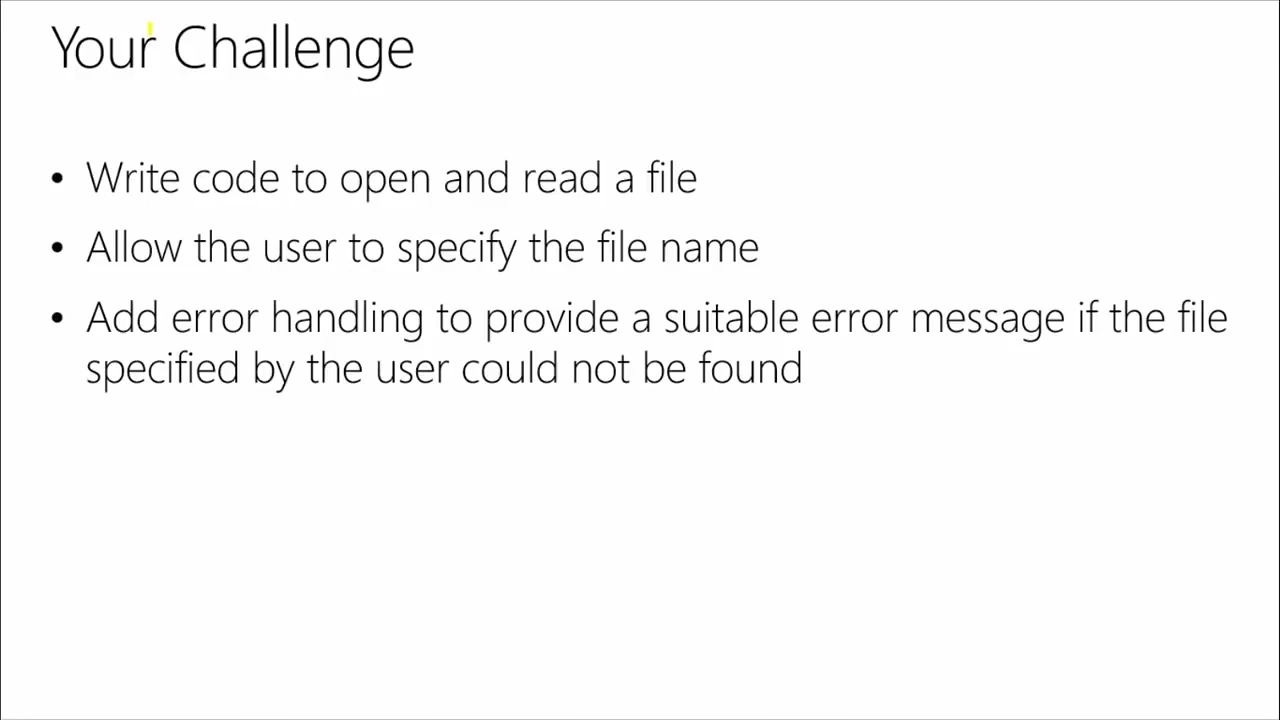 Your Challenge
• Write code to open and read a file
• Allow the user to specify the file name
• Add error handling to provide a suitable error message if the file
specified by the user could not be found